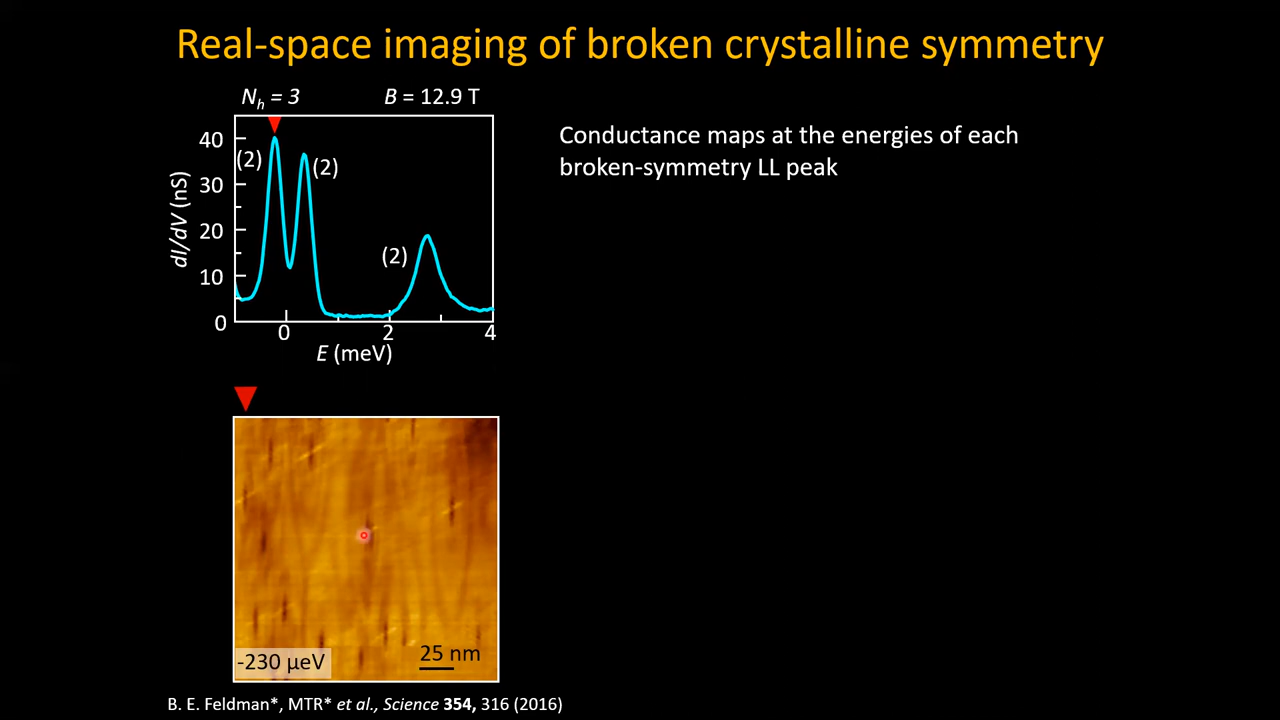 Real-space imaging of broken crystalline symmetry
Nₕ = 3
B = 12.9 T
Conductance maps at the energies of each
broken-symmetry LL peak
40
30
20
10
0
dI/dV (nS)
(2)
(2)
(2)
0
2
4
E (meV)
-230 µeV
25 nm
B. E. Feldman*, MTR* et al., Science 354, 316 (2016)